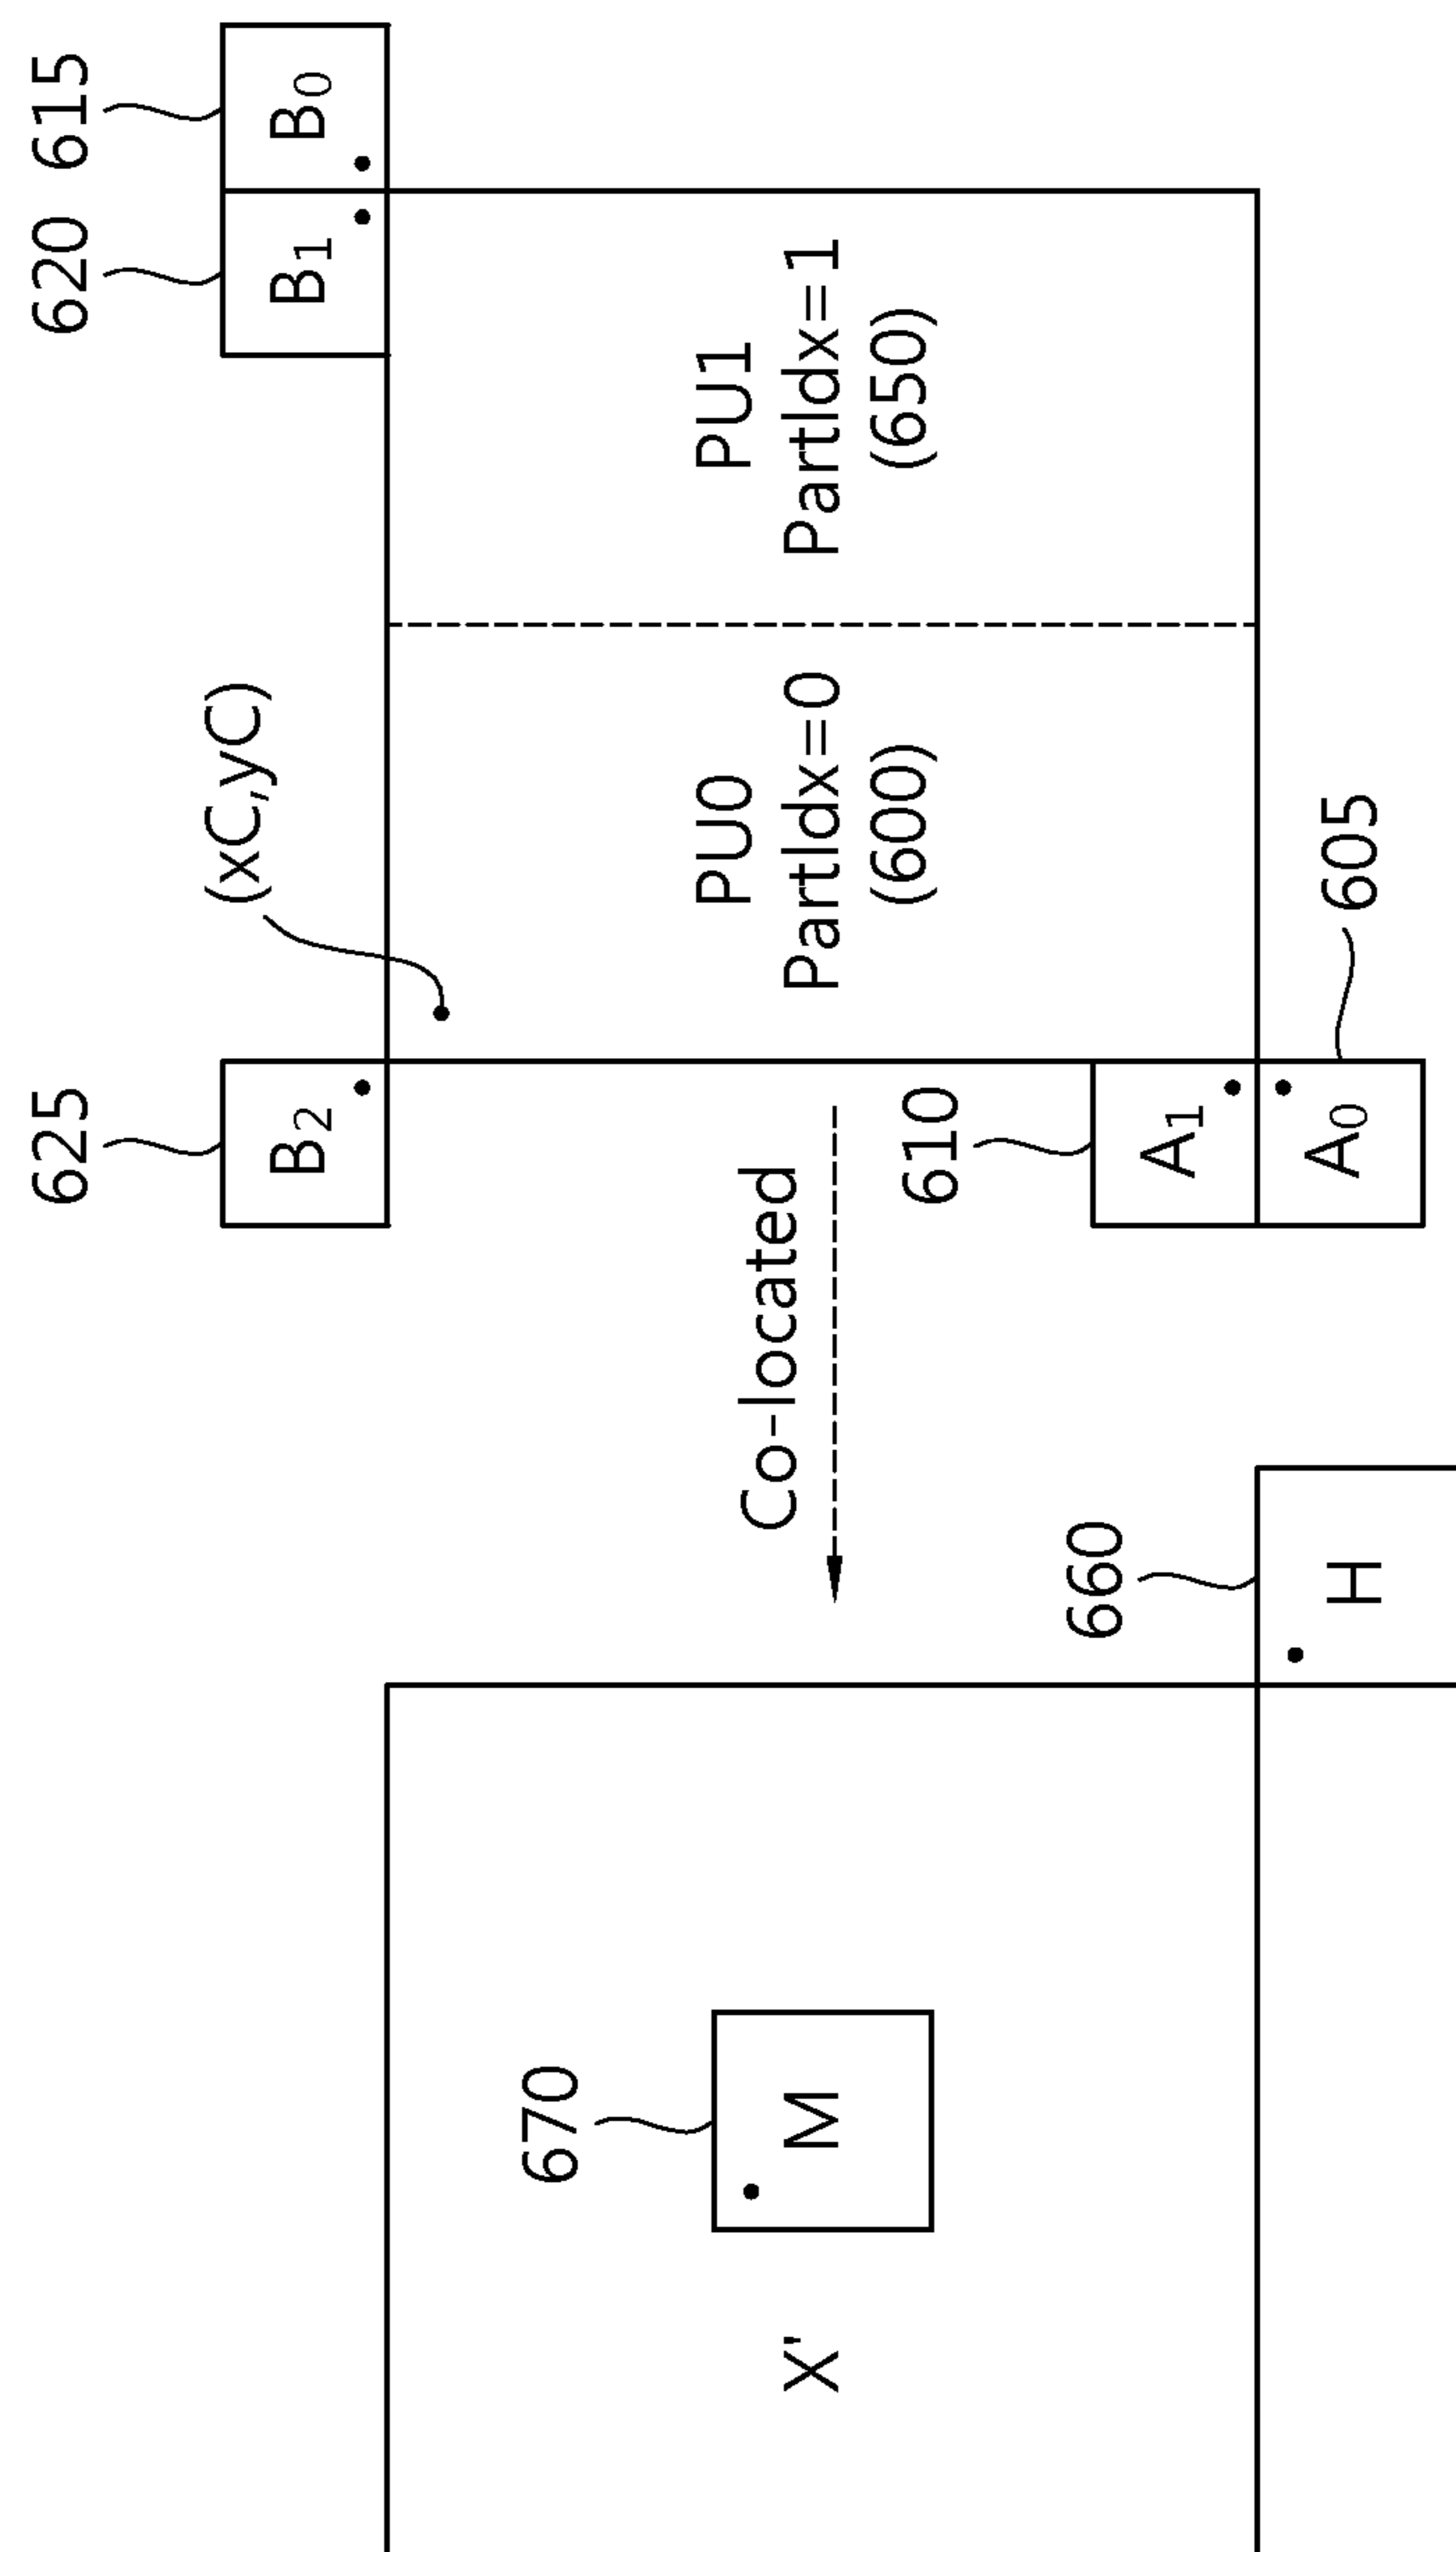 615
B0
620
B1
PU1
PartIdx=1
(650)
(xC,yC)
PU0
PartIdx=0
(600)
605
625
B2
610
A1
A0
Co-located
660
H
670
M
X'